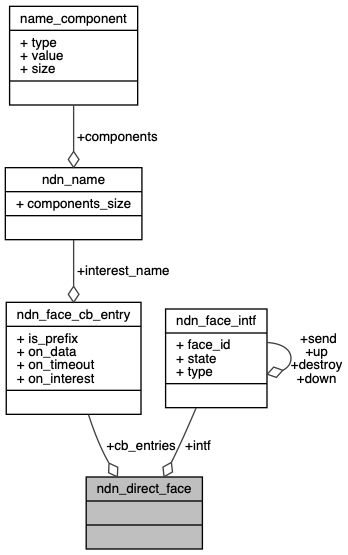 name_component
+ type
+ value
+ size
+components
ndn_name
+ components_size
+interest_name
ndn_face_cb_entry
+ is_prefix
+ on_data
+ on_timeout
+ on_interest
ndn_face_intf
+ face_id
+ state
+ type
+send
+up
+destroy
+down
+cb_entries
+intf
ndn_direct_face